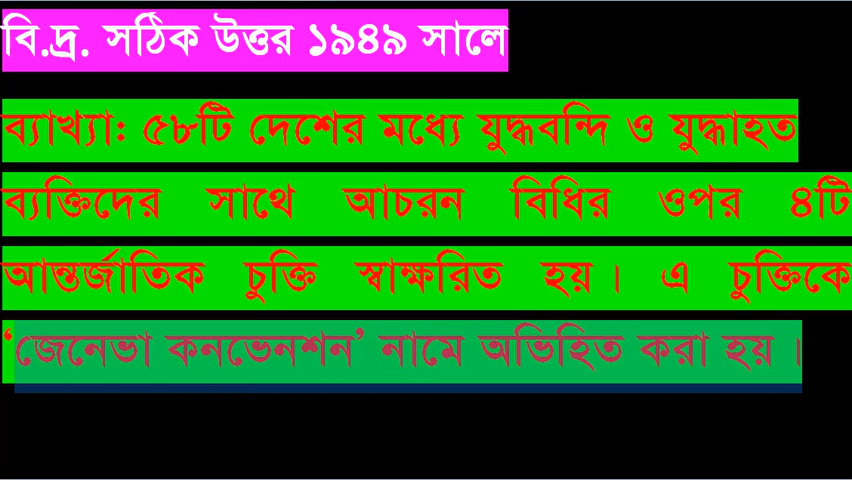 বি.দ্র. সঠিক উত্তর ১৯৪৯ সালে
ব্যাখ্যা: ৫৮টি দেশের মধ্যে যুদ্ধবন্দি ও যুদ্ধাহত
ব্যক্তিদের সাথে আচরন বিধির ওপর ৪টি
আন্তর্জাতিক চুক্তি স্বাক্ষরিত হয়। এ চুক্তিকে
‘জেনেভা কনভেনশন’ নামে অভিহিত করা হয়।